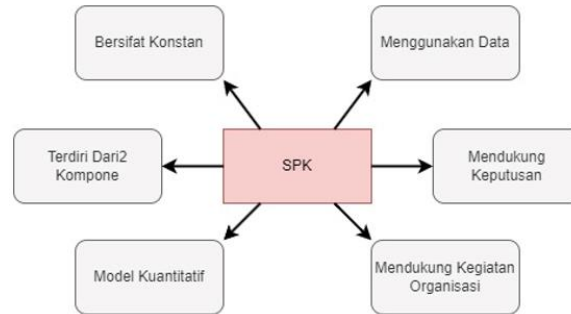 Bersifat Konstan
Menggunakan Data
Terdiri Dari2
Kompone
SPK
Mendukung
Keputusan
Model Kuantitatif
Mendukung Kegiatan
Organisasi